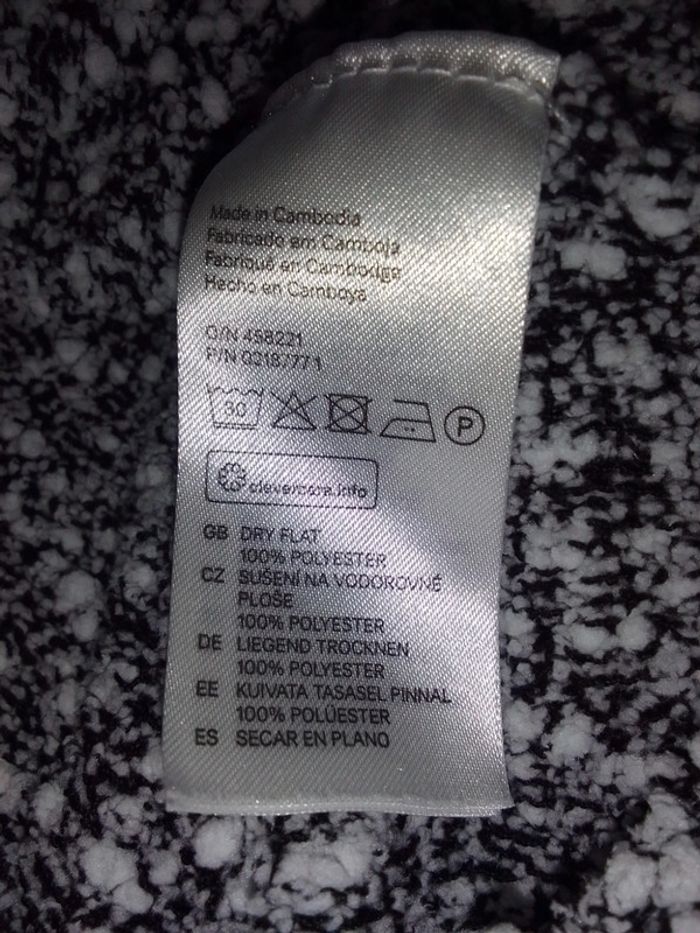 Made in Cambodia
Fabricado em Camboja
Fabriqué en Cambodge
Hecho en Camboya
O/N 458221
P/N 02187771
30
P
clevercare.info
GB DRY FLAT
100% POLYESTER
CZ SUŠENÍ NA VODOROVNÉ
PLOŠE
100% POLYESTER
DE LIEGEND TROCKNEN
100% POLYESTER
EE KUIVATA TASASEL PINNAL
100% POLÜESTER
ES SECAR EN PLANO